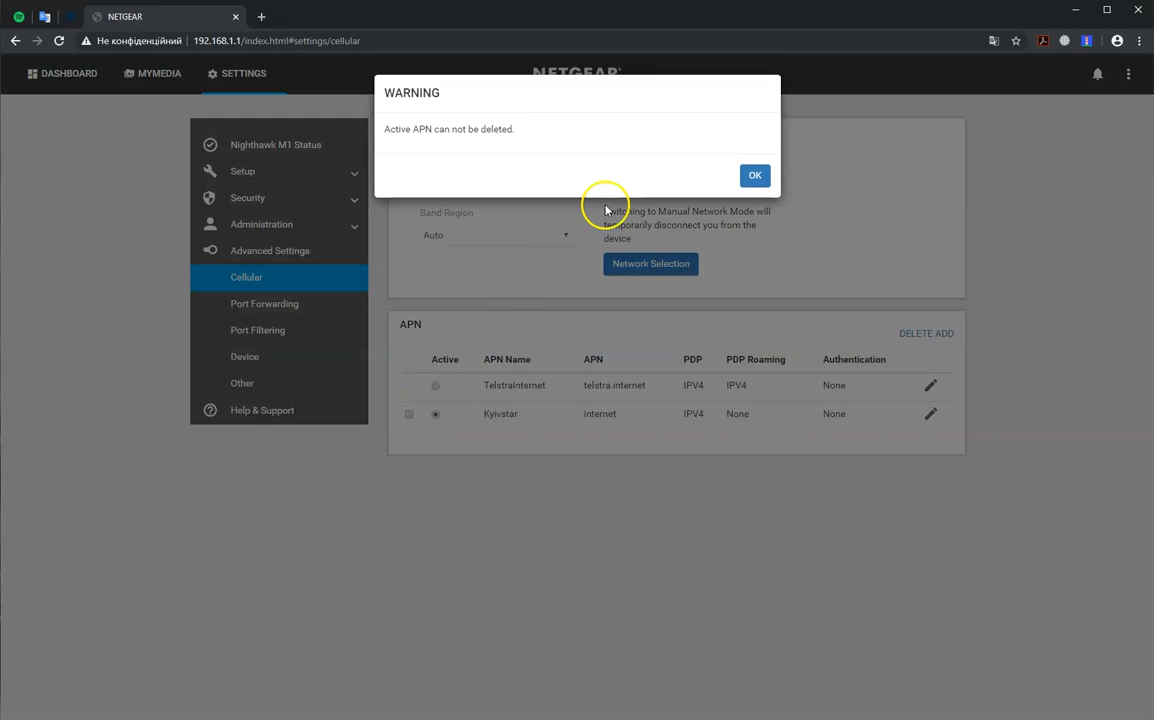 NETGEAR
Не конфіденційний
192.168.1.1/index.html#settings/cellular
DASHBOARD
MYMEDIA
SETTINGS
NETGEAR
WARNING
Active APN can not be deleted.
OK
Nighthawk M1 Status
Setup
Security
Administration
Advanced Settings
Cellular
Port Forwarding
Port Filtering
Device
Other
Help & Support
Band Region
Auto
Switching to Manual Network Mode will
temporarily disconnect you from the
device
Network Selection
APN
DELETE ADD
Active APN Name APN PDP PDP Roaming Authentication
TelstraInternet telstra.internet IPV4 IPV4 None
Kyivstar internet IPV4 None None